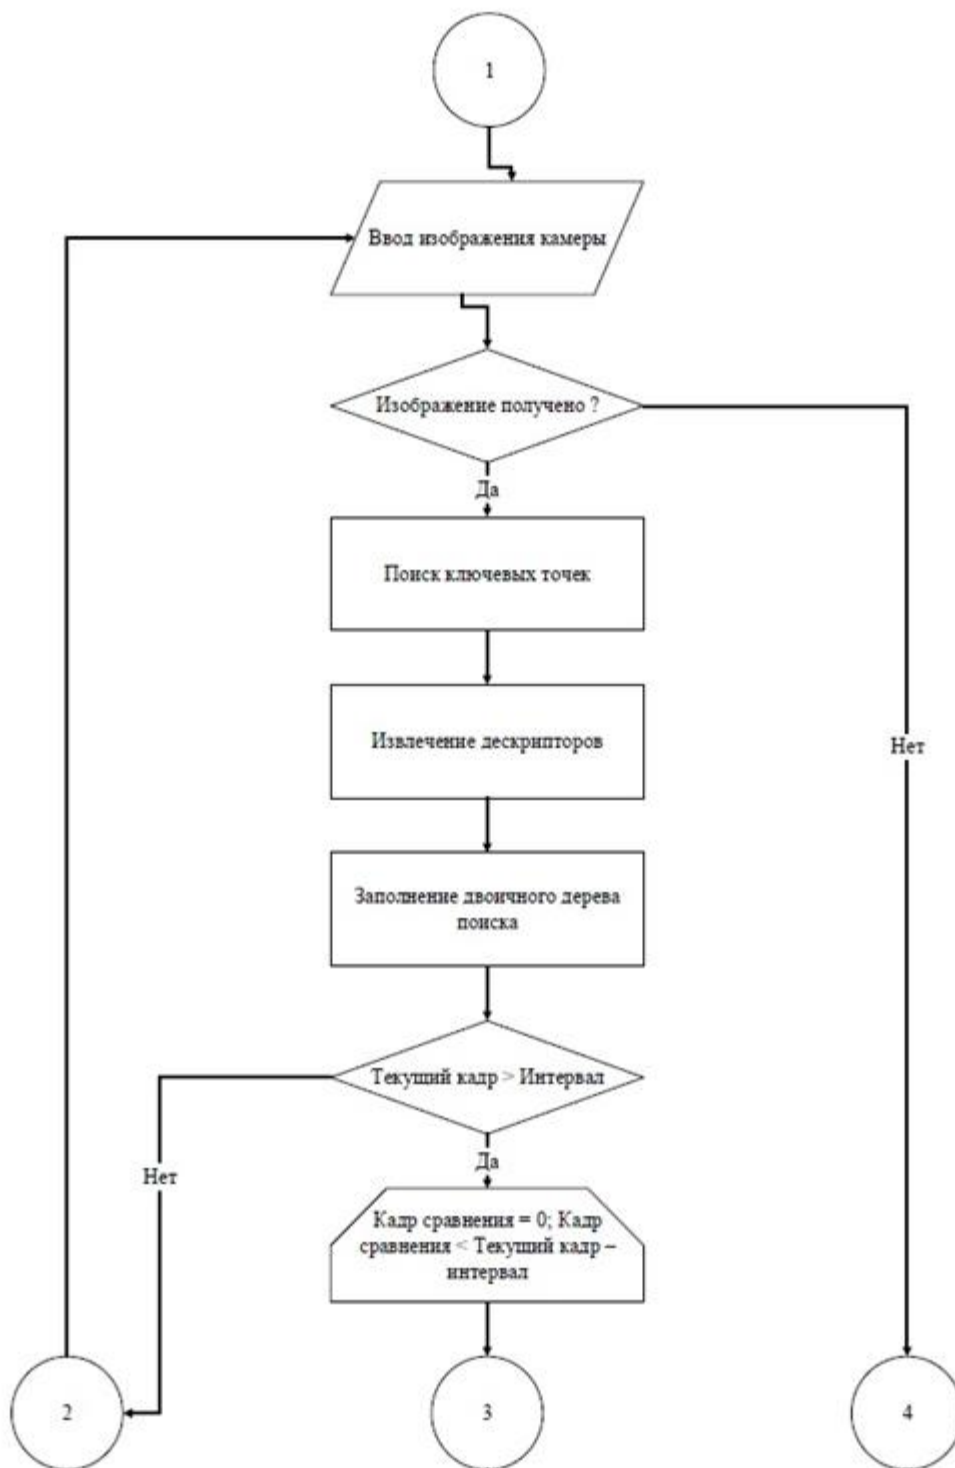 1
Ввод изображения камеры
Изображение получено ?
Да
Поиск ключевых точек
Извлечение дескрипторов
Нет
Заполнение двоичного дерева
поиска
Текущий кадр > Интервал
Да
Нет
Кадр сравнения = 0; Кадр
сравнения < Текущий кадр –
интервал
2
3
4